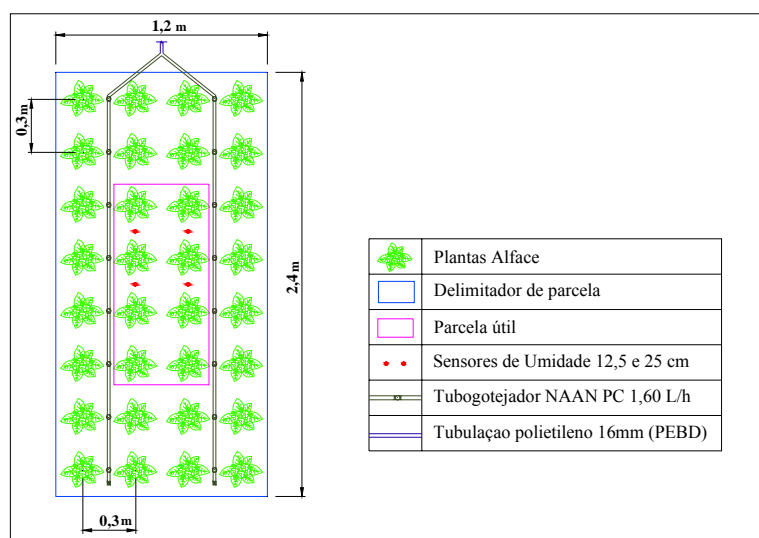 1,2 m
0,3m
2,4 m
0,3 m
Plantas Alface
Delimitador de parcela
Parcela útil
Sensores de Umidade 12,5 e 25 cm
Tubogotejador NAAN PC 1,60 L/h
Tubulaçao polietileno 16mm (PEBD)